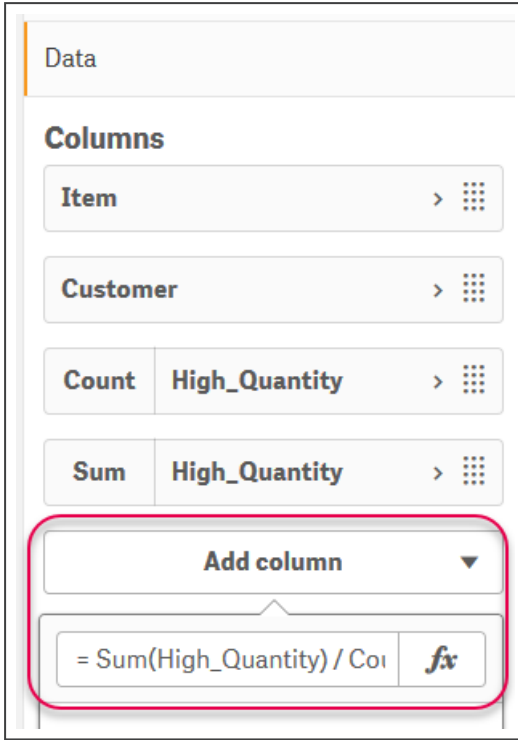 Data
Columns
Item
Customer
Count High_Quantity
Sum High_Quantity
Add column
= Sum(High_Quantity) / Cou
fx